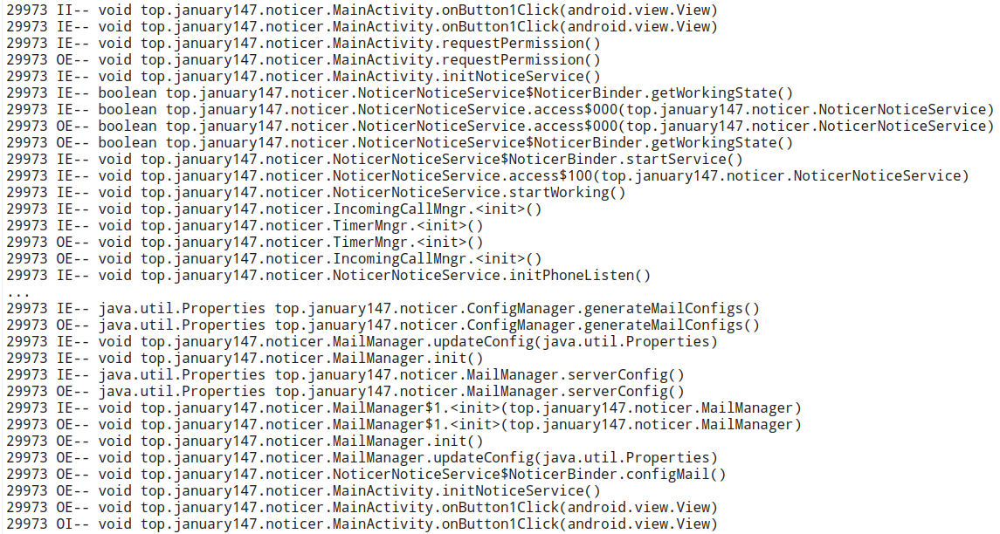 29973 II-- void top.january147.noticer.MainActivity.onButton1Click(android.view.View)
29973 IE-- void top.january147.noticer.MainActivity.onButton1Click(android.view.View)
29973 IE-- void top.january147.noticer.MainActivity.requestPermission()
29973 OE-- void top.january147.noticer.MainActivity.requestPermission()
29973 IE-- void top.january147.noticer.MainActivity.initNoticeService()
29973 IE-- boolean top.january147.noticer.NoticerNoticeService$NoticerBinder.getWorkingState()
29973 IE-- boolean top.january147.noticer.NoticerNoticeService.access$000(top.january147.noticer.NoticerNoticeService)
29973 OE-- boolean top.january147.noticer.NoticerNoticeService.access$000(top.january147.noticer.NoticerNoticeService)
29973 OE-- boolean top.january147.noticer.NoticerNoticeService$NoticerBinder.getWorkingState()
29973 IE-- void top.january147.noticer.NoticerNoticeService$NoticerBinder.startService()
29973 IE-- void top.january147.noticer.NoticerNoticeService.access$100(top.january147.noticer.NoticerNoticeService)
29973 IE-- void top.january147.noticer.NoticerNoticeService.startWorking()
29973 IE-- void top.january147.noticer.IncomingCallMngr.<init>()
29973 IE-- void top.january147.noticer.TimerMngr.<init>()
29973 OE-- void top.january147.noticer.TimerMngr.<init>()
29973 OE-- void top.january147.noticer.IncomingCallMngr.<init>()
29973 IE-- void top.january147.noticer.NoticerNoticeService.initPhoneListen()
...
29973 IE-- java.util.Properties top.january147.noticer.ConfigManager.generateMailConfigs()
29973 OE-- java.util.Properties top.january147.noticer.ConfigManager.generateMailConfigs()
29973 IE-- void top.january147.noticer.MailManager.updateConfig(java.util.Properties)
29973 IE-- void top.january147.noticer.MailManager.init()
29973 IE-- java.util.Properties top.january147.noticer.MailManager.serverConfig()
29973 OE-- java.util.Properties top.january147.noticer.MailManager.serverConfig()
29973 IE-- void top.january147.noticer.MailManager$1.<init>(top.january147.noticer.MailManager)
29973 OE-- void top.january147.noticer.MailManager$1.<init>(top.january147.noticer.MailManager)
29973 OE-- void top.january147.noticer.MailManager.init()
29973 OE-- void top.january147.noticer.MailManager.updateConfig(java.util.Properties)
29973 OE-- void top.january147.noticer.NoticerNoticeService$NoticerBinder.configMail()
29973 OE-- void top.january147.noticer.MainActivity.initNoticeService()
29973 OE-- void top.january147.noticer.MainActivity.onButton1Click(android.view.View)
29973 OI-- void top.january147.noticer.MainActivity.onButton1Click(android.view.View)